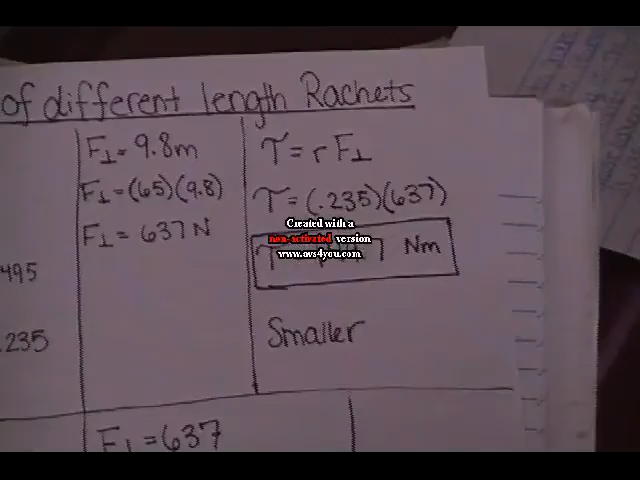 of different length Rachets
F⊥ = 9.8m
F⊥ = (65)(9.8)
F⊥ = 637 N
495
.235
τ = r F⊥
τ = (.235)(637)
Created with a
non-activated version
www.avs4you.com
Nm
Smaller
F⊥ = 637